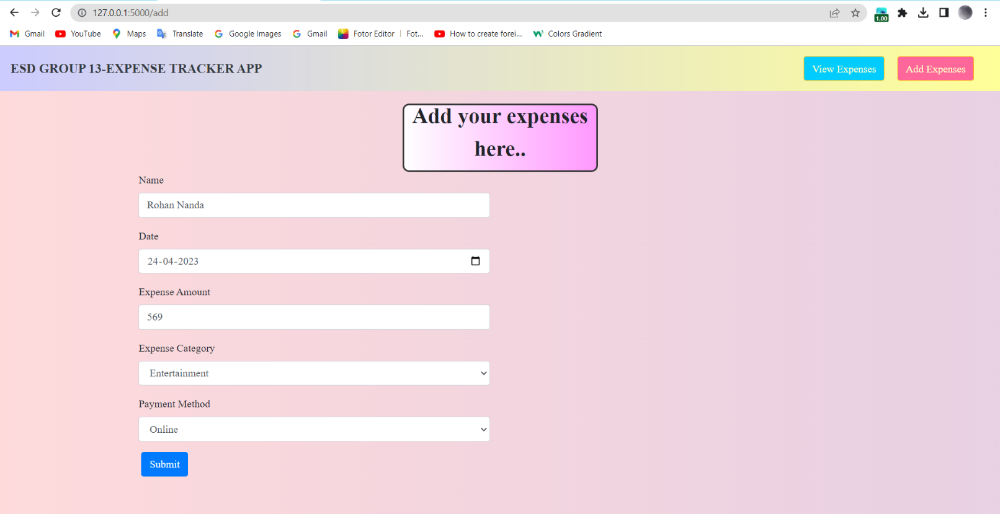 127.0.0.1:5000/add
1.00
Gmail YouTube Maps Translate Google Images Gmail Fotor Editor | Fot... How to create forei... Colors Gradient
ESD GROUP 13-EXPENSE TRACKER APP
View Expenses Add Expenses
Add your expenses
here..
Name
Rohan Nanda
Date
24-04-2023
Expense Amount
569
Expense Category
Entertainment
Payment Method
Online
Submit